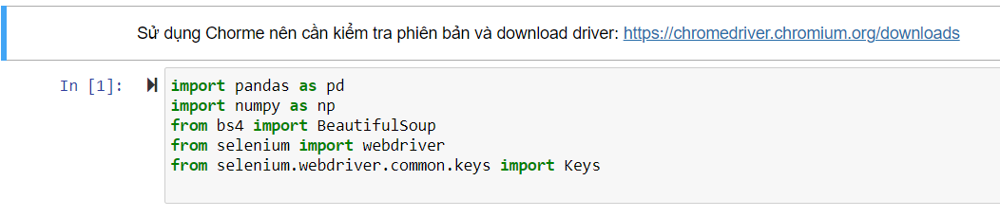 Sử dụng Chorme nên cần kiểm tra phiên bản và download driver: https://chromedriver.chromium.org/downloads
In [1]:
import pandas as pd
import numpy as np
from bs4 import BeautifulSoup
from selenium import webdriver
from selenium.webdriver.common.keys import Keys